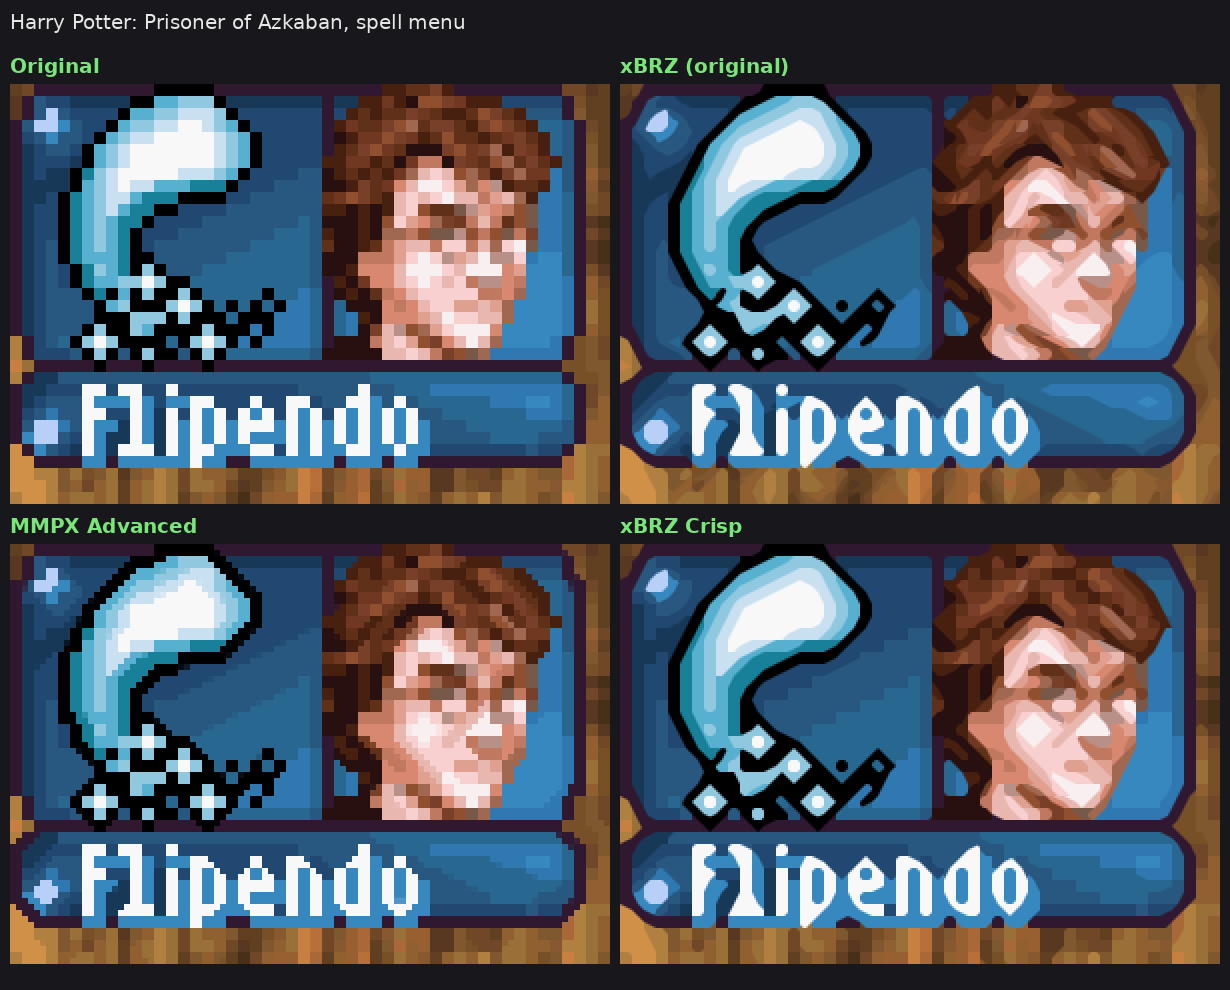 Harry Potter: Prisoner of Azkaban, spell menu
Original
xBRZ (original)
Flipendo
Flipendo
MMPX Advanced
xBRZ Crisp
Flipendo
Flipendo